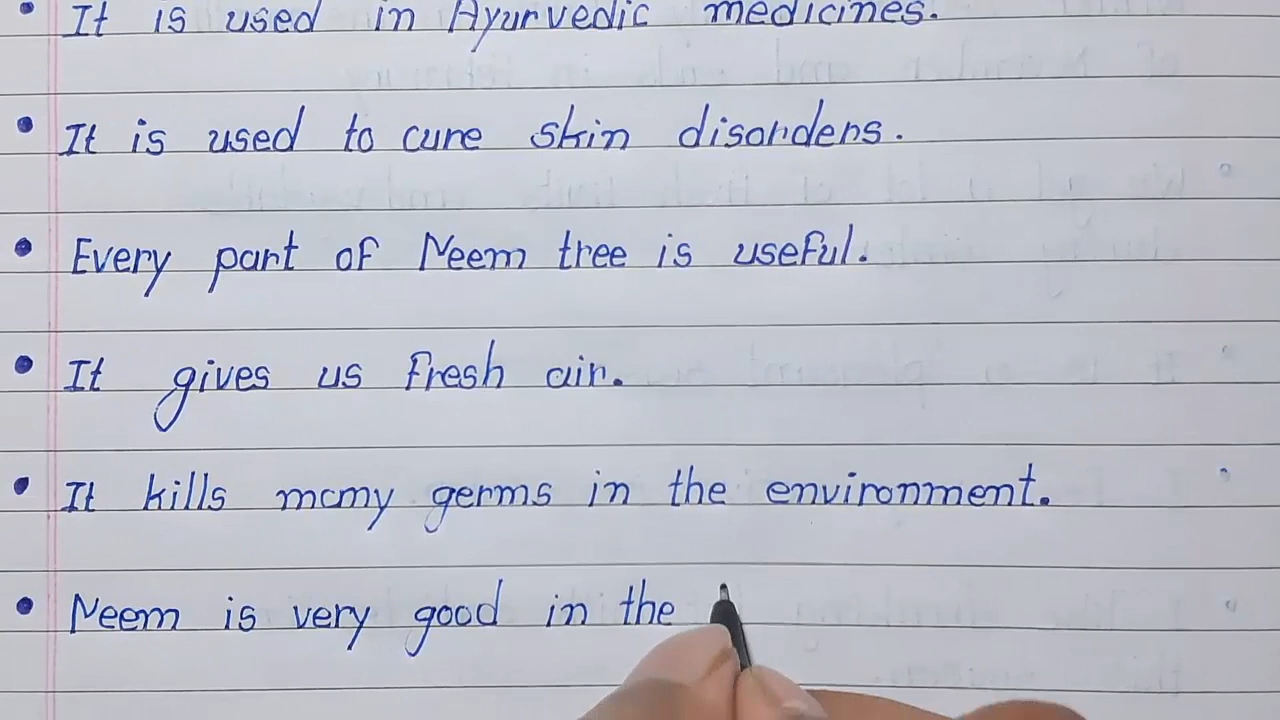 • It is used in Ayurvedic medicines.
• It is used to cure skin disorders.
• Every part of Neem tree is useful.
• It gives us fresh air.
• It kills many germs in the environment.
• Neem is very good in the